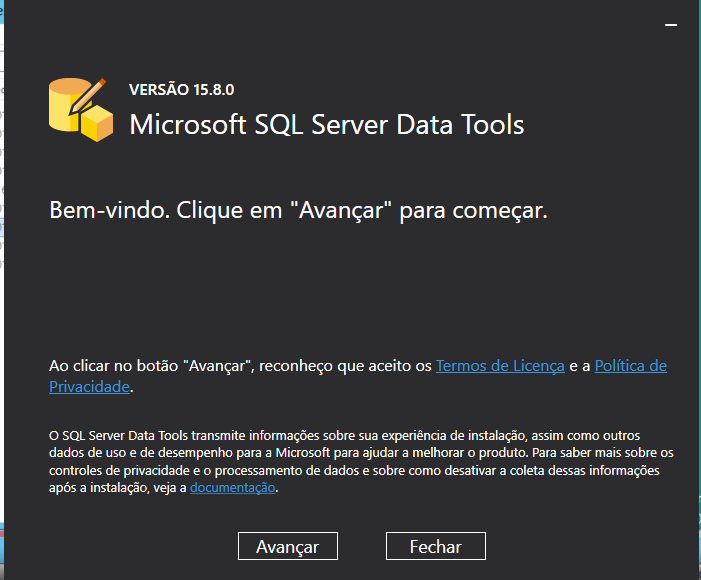 VERSÃO 15.8.0
Microsoft SQL Server Data Tools
Bem-vindo. Clique em "Avançar" para começar.
Ao clicar no botão "Avançar", reconheço que aceito os Termos de Licença e a Política de
Privacidade.
O SQL Server Data Tools transmite informações sobre sua experiência de instalação, assim como outros
dados de uso e de desempenho para a Microsoft para ajudar a melhorar o produto. Para saber mais sobre os
controles de privacidade e o processamento de dados e sobre como desativar a coleta dessas informações
após a instalação, veja a documentação.
Avançar
Fechar